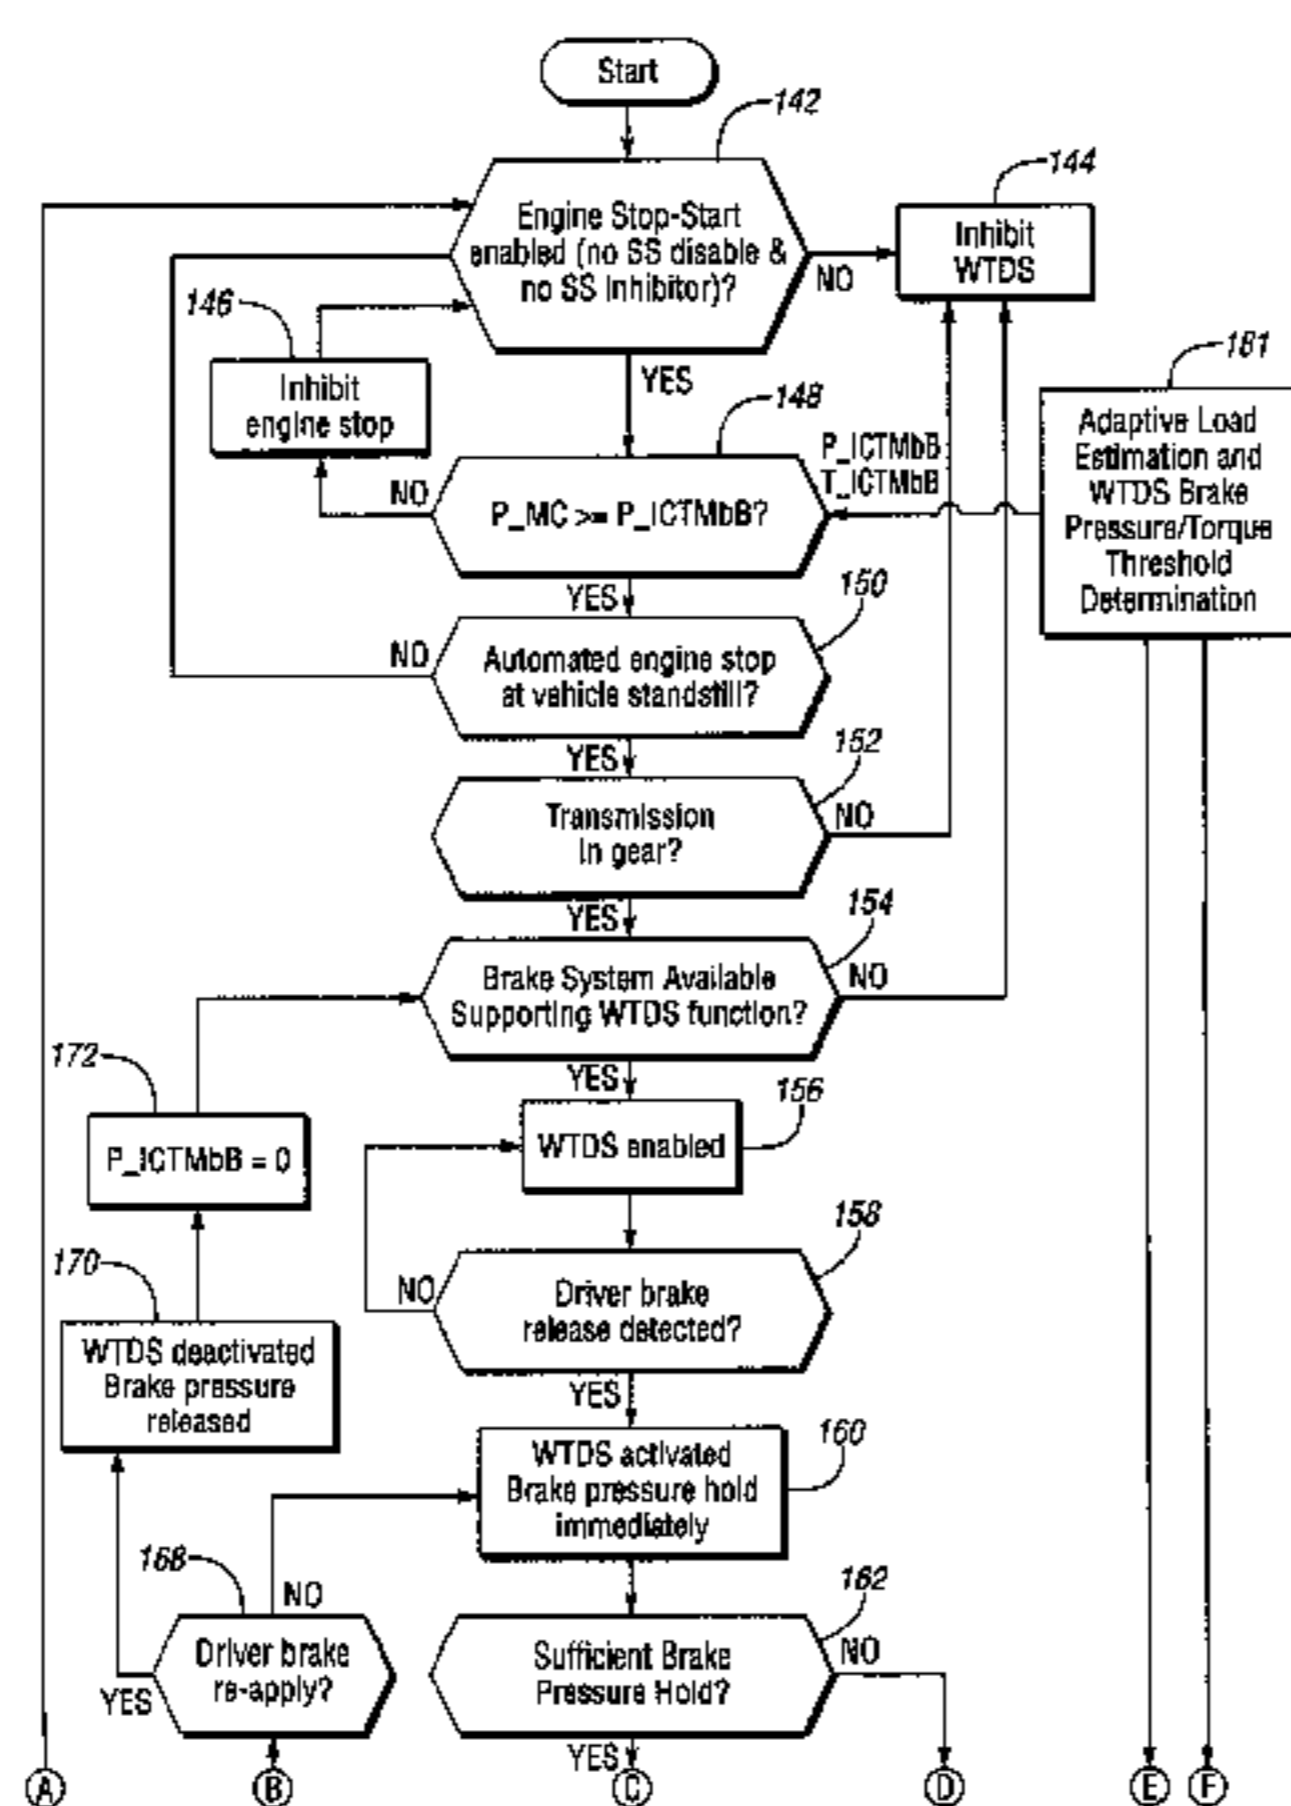 Start
142
Engine Stop-Start
enabled (no SS disable &
no SS Inhibitor)?
NO
144
Inhibit
WTDS
146
Inhibit
engine stop
YES
148
181
Adaptive Load
Estimation and
WTDS Brake
Pressure/Torque
Threshold
Determination
P_ICTMbB
T_ICTMbB
NO
P_MC >= P_ICTMbB?
YES
150
NO
Automated engine stop
at vehicle standstill?
YES
152
Transmission
In gear?
NO
YES
154
Brake System Available
Supporting WTDS function?
NO
172
P_ICTMbB = 0
YES
156
WTDS enabled
158
NO
Driver brake
release detected?
170
WTDS deactivated
Brake pressure
released
YES
160
WTDS activated
Brake pressure hold
immediately
168
NO
Driver brake
re-apply?
YES
162
Sufficient Brake
Pressure Hold?
NO
YES
A
B
C
D
E
F